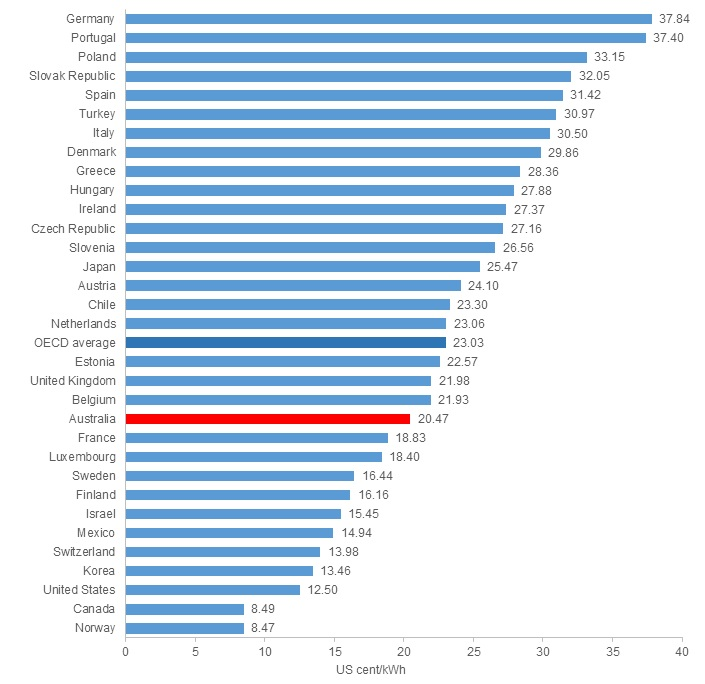 Germany 37.84
Portugal 37.40
Poland 33.15
Slovak Republic 32.05
Spain 31.42
Turkey 30.97
Italy 30.50
Denmark 29.86
Greece 28.36
Hungary 27.88
Ireland 27.37
Czech Republic 27.16
Slovenia 26.56
Japan 25.47
Austria 24.10
Chile 23.30
Netherlands 23.06
OECD average 23.03
Estonia 22.57
United Kingdom 21.98
Belgium 21.93
Australia 20.47
France 18.83
Luxembourg 18.40
Sweden 16.44
Finland 16.16
Israel 15.45
Mexico 14.94
Switzerland 13.98
Korea 13.46
United States 12.50
Canada 8.49
Norway 8.47
0 5 10 15 20 25 30 35 40
US cent/kWh